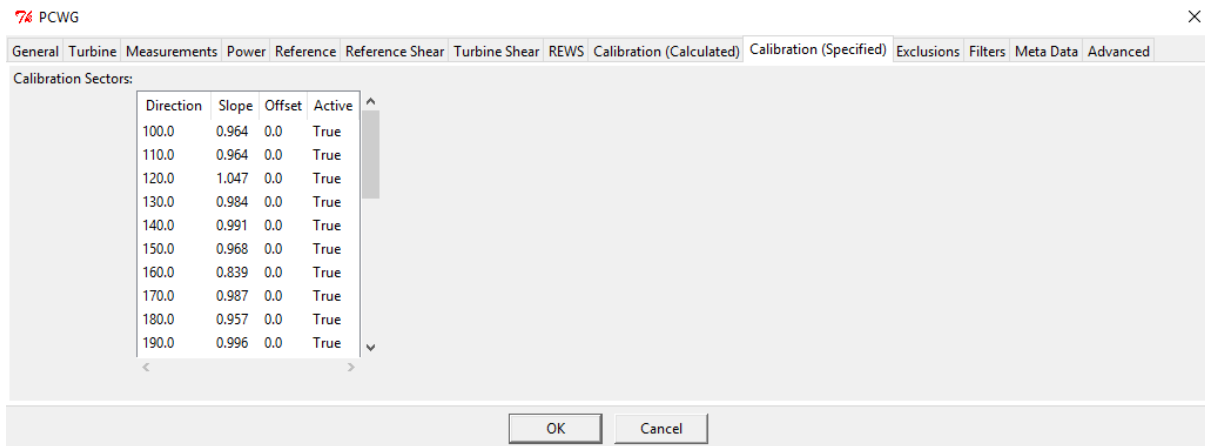 PCWG
General Turbine Measurements Power Reference Reference Shear Turbine Shear REWS Calibration (Calculated) Calibration (Specified) Exclusions Filters Meta Data Advanced
Calibration Sectors:
Direction Slope Offset Active
100.0 0.964 0.0 True
110.0 0.964 0.0 True
120.0 1.047 0.0 True
130.0 0.984 0.0 True
140.0 0.991 0.0 True
150.0 0.968 0.0 True
160.0 0.839 0.0 True
170.0 0.987 0.0 True
180.0 0.957 0.0 True
190.0 0.996 0.0 True
OK Cancel